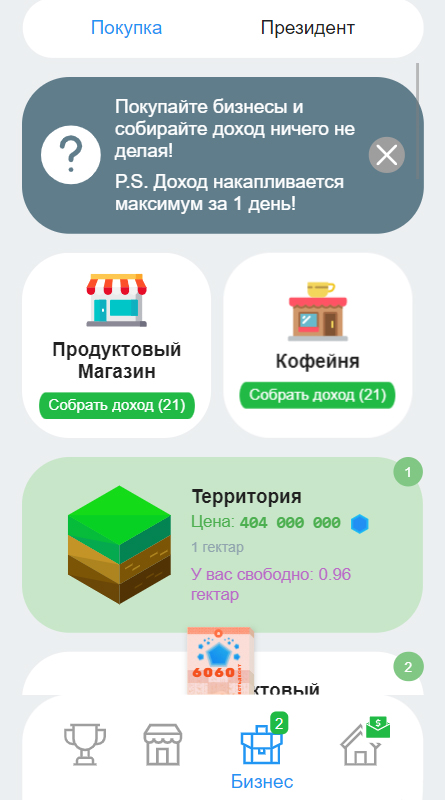 Покупка
Президент
Покупайте бизнесы и
собирайте доход ничего не
делая!
P.S. Доход накапливается
максимум за 1 день!
Продуктовый
Магазин
Собрать доход (21)
Кофейня
Собрать доход (21)
1
Территория
Цена: 404 000 000
1 гектар
У вас свободно: 0.96
гектар
2
6060
ктовый
2
$
Бизнес